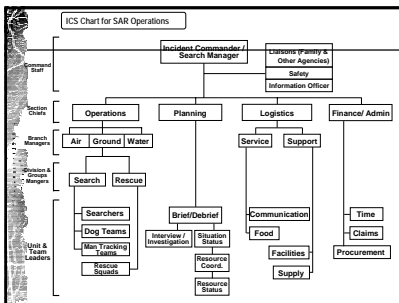 ICS Chart for SAR Operations
Incident Commander /
Search Manager
Liaisons (Family &
Other Agencies)
Safety
Information Officer
Command
Staff
Section
Chiefs
Operations
Planning
Logistics
Finance/ Admin
Branch
Managers
Air
Ground
Water
Service
Support
Division &
Groups
Mangers
Search
Rescue
Unit &
Team
Leaders
Searchers
Dog Teams
Man Tracking
Teams
Rescue
Squads
Brief/Debrief
Interview /
Investigation
Situation
Status
Resource
Coord.
Resource
Status
Communication
Food
Facilities
Supply
Time
Claims
Procurement